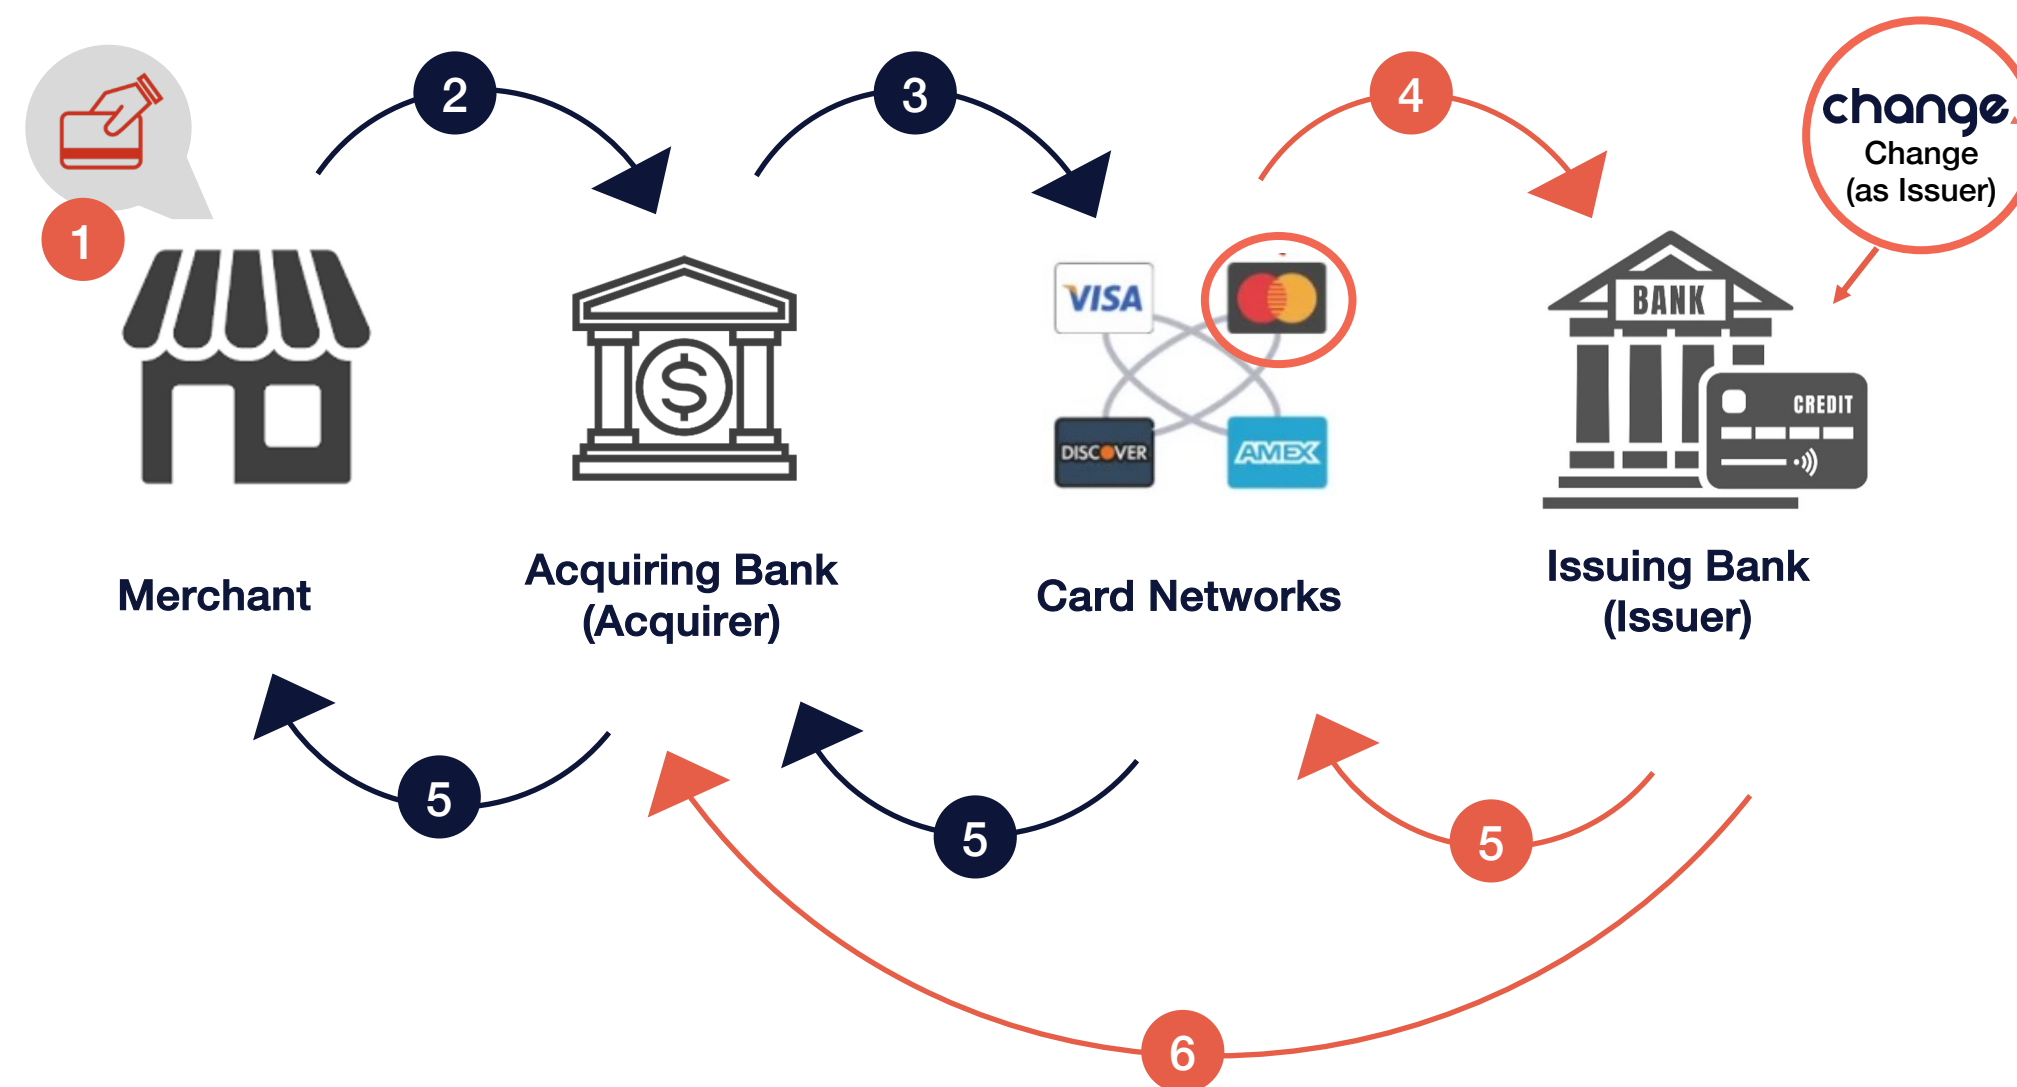 2
3
4
change.
Change
(as Issuer)
1
VISA
DISCOVER
AMEX
BANK
CREDIT
Merchant
Acquiring Bank
(Acquirer)
Card Networks
Issuing Bank
(Issuer)
5
5
5
6